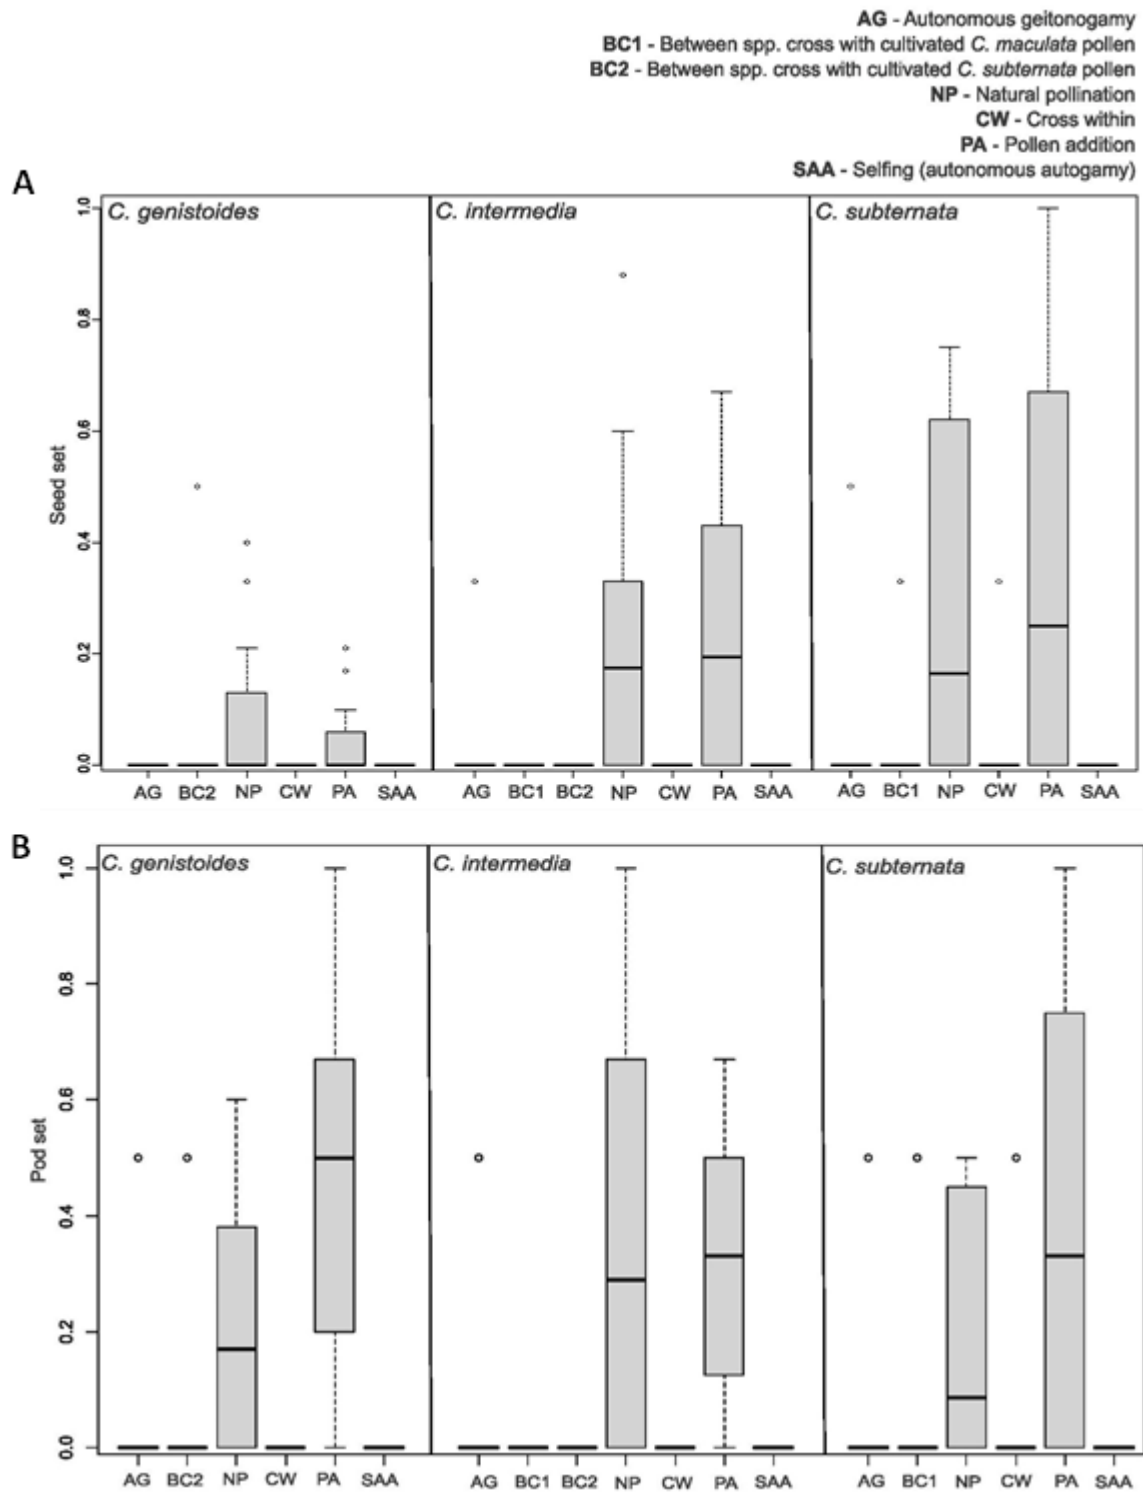 AG - Autonomous geitonogamy
BC1 - Between spp. cross with cultivated C. maculata pollen
BC2 - Between spp. cross with cultivated C. subternata pollen
NP - Natural pollination
CW - Cross within
PA - Pollen addition
SAA - Selfing (autonomous autogamy)
A
C. genistoides C. intermedia C. subternata
Seed set
1.0
0.8
0.6
0.4
0.2
0.0
AG BC2 NP CW PA SAA AG BC1 BC2 NP CW PA SAA AG BC1 NP CW PA SAA
B
C. genistoides C. intermedia C. subternata
Pod set
1.0
0.8
0.6
0.4
0.2
0.0
AG BC2 NP CW PA SAA AG BC1 BC2 NP CW PA SAA AG BC1 NP CW PA SAA